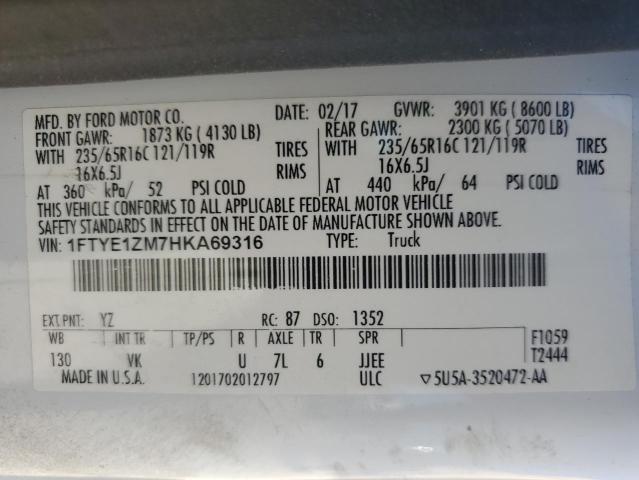 MFD. BY FORD MOTOR CO. DATE: 02/17 GVWR: 3901 KG ( 8600 LB)
FRONT GAWR: 1873 KG ( 4130 LB) REAR GAWR: 2300 KG ( 5070 LB)
WITH 235/65R16C 121/119R TIRES WITH 235/65R16C 121/119R TIRES
16X6.5J RIMS 16X6.5J RIMS
AT 360 kPa/ 52 PSI COLD AT 440 kPa/ 64 PSI COLD
THIS VEHICLE CONFORMS TO ALL APPLICABLE FEDERAL MOTOR VEHICLE
SAFETY STANDARDS IN EFFECT ON THE DATE OF MANUFACTURE SHOWN ABOVE.
VIN: 1FTYE1ZM7HKA69316 TYPE: Truck
EXT PNT: YZ RC: 87 DSO: 1352
WB INT TR TP/PS R AXLE TR SPR F1059
130 VK U 7L 6 JJEE T2444
MADE IN U.S.A. 1201702012797 ULC ▽5U5A-3520472-AA